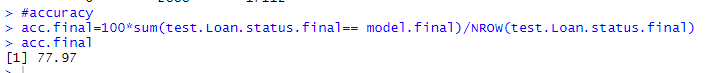 > #accuracy
> acc.final=100*sum(test.Loan.status.final== model.final)/NROW(test.Loan.status.final)
> acc.final
[1] 77.97
>